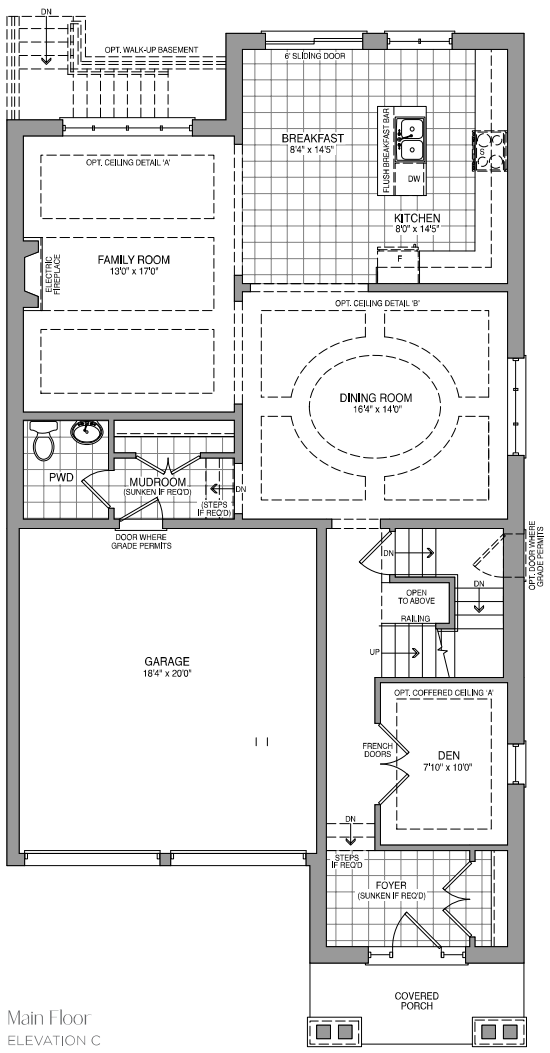 DN
OPT. WALK-UP BASEMENT
6' SLIDING DOOR
OPT. CEILING DETAIL 'A'
BREAKFAST
8'4" x 14'5"
FLUSH BREAKFAST BAR
DW
S
KITCHEN
8'0" x 14'5"
F
FAMILY ROOM
13'0" x 17'0"
ELECTRIC
FIREPLACE
OPT. CEILING DETAIL 'B'
DINING ROOM
16'4" x 14'0"
PWD
MUDROOM
(SUNKEN IF REQ'D)
DN
(STEPS
IF REQ'D)
DOOR WHERE
GRADE PERMITS
DN
OPT. DOOR WHERE
GRADE PERMITS
DN
OPEN
TO ABOVE
RAILING
UP
GARAGE
18'4" x 20'0"
OPT. COFFERED CEILING 'A'
FRENCH
DOORS
DEN
7'10" x 10'0"
DN
STEPS
IF REQ'D
FOYER
(SUNKEN IF REQ'D)
COVERED
PORCH
Main Floor
ELEVATION C